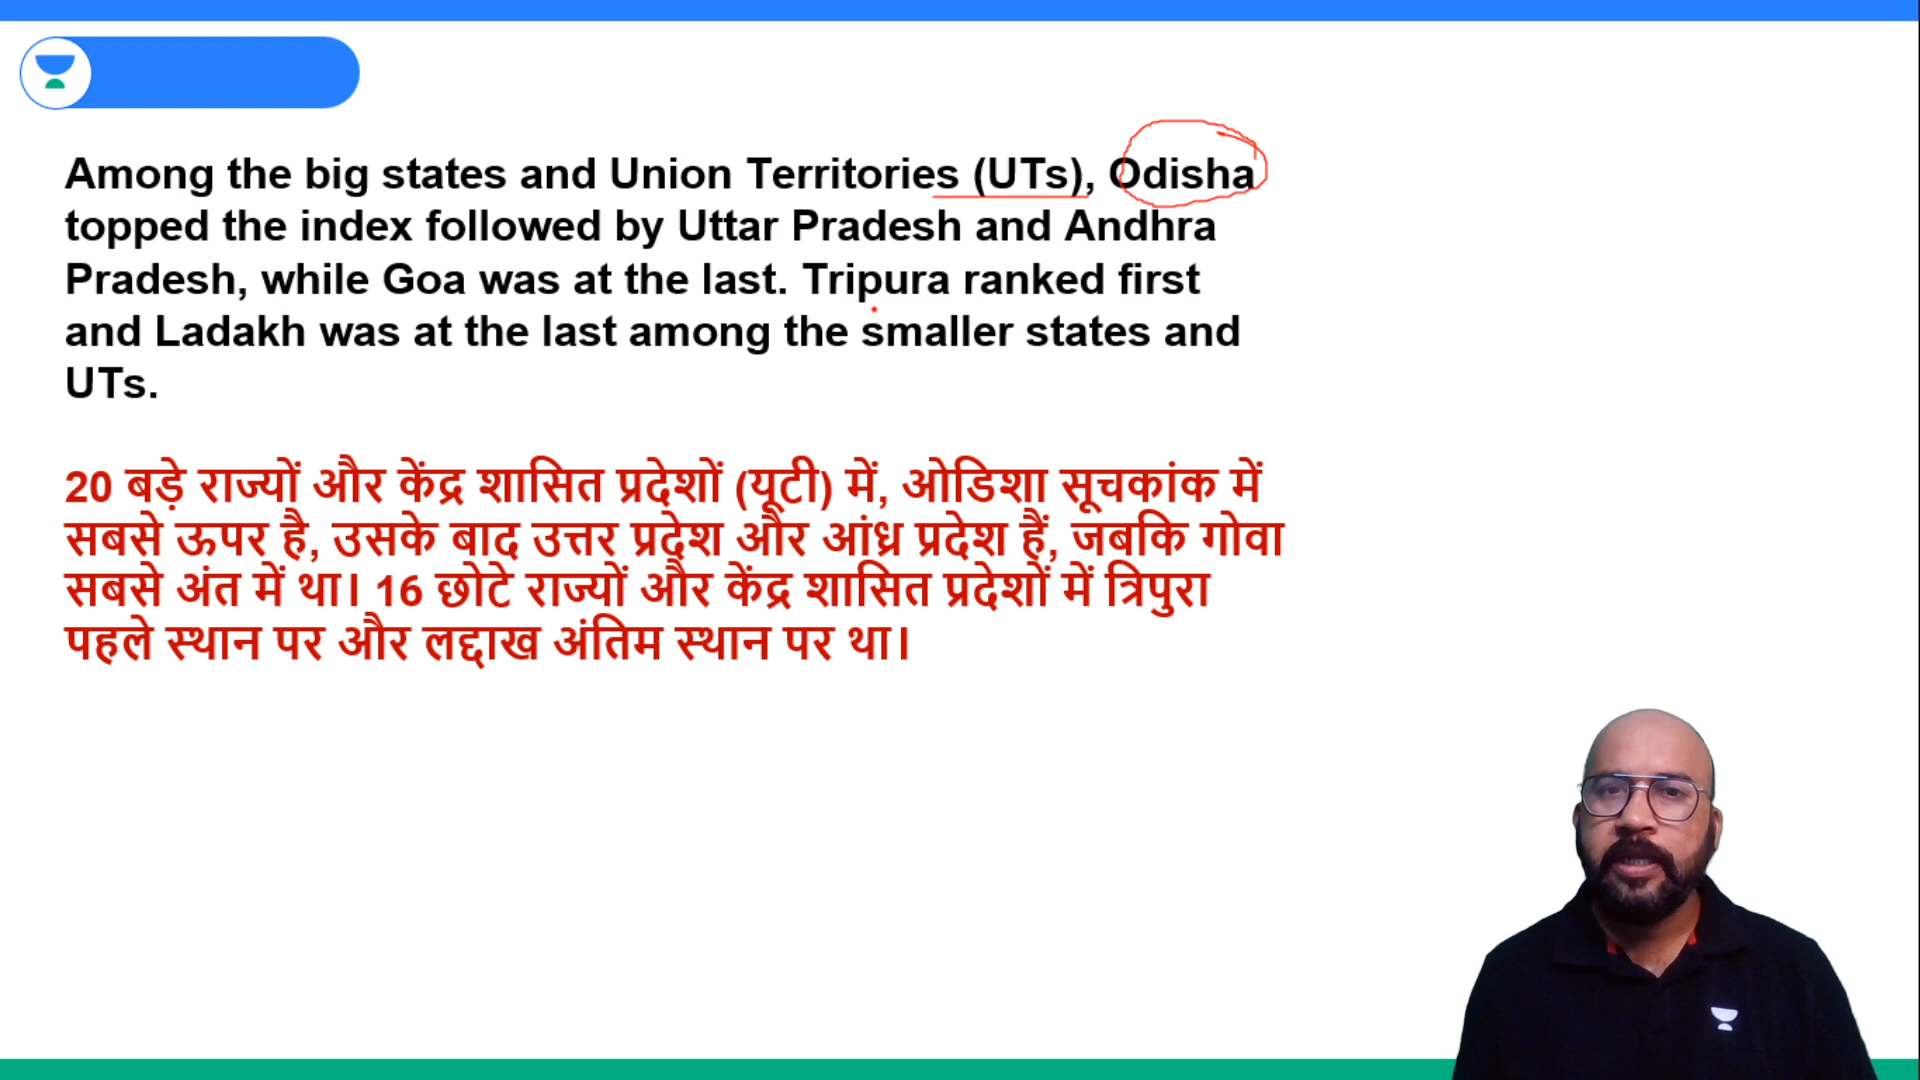 Among the big states and Union Territories (UTs), Odisha
topped the index followed by Uttar Pradesh and Andhra
Pradesh, while Goa was at the last. Tripura ranked first
and Ladakh was at the last among the smaller states and
UTs.
20 बड़े राज्यों और केंद्र शासित प्रदेशों (यूटी) में, ओडिशा सूचकांक में
सबसे ऊपर है, उसके बाद उत्तर प्रदेश और आंध्र प्रदेश हैं, जबकि गोवा
सबसे अंत में था। 16 छोटे राज्यों और केंद्र शासित प्रदेशों में त्रिपुरा
पहले स्थान पर और लद्दाख अंतिम स्थान पर था।